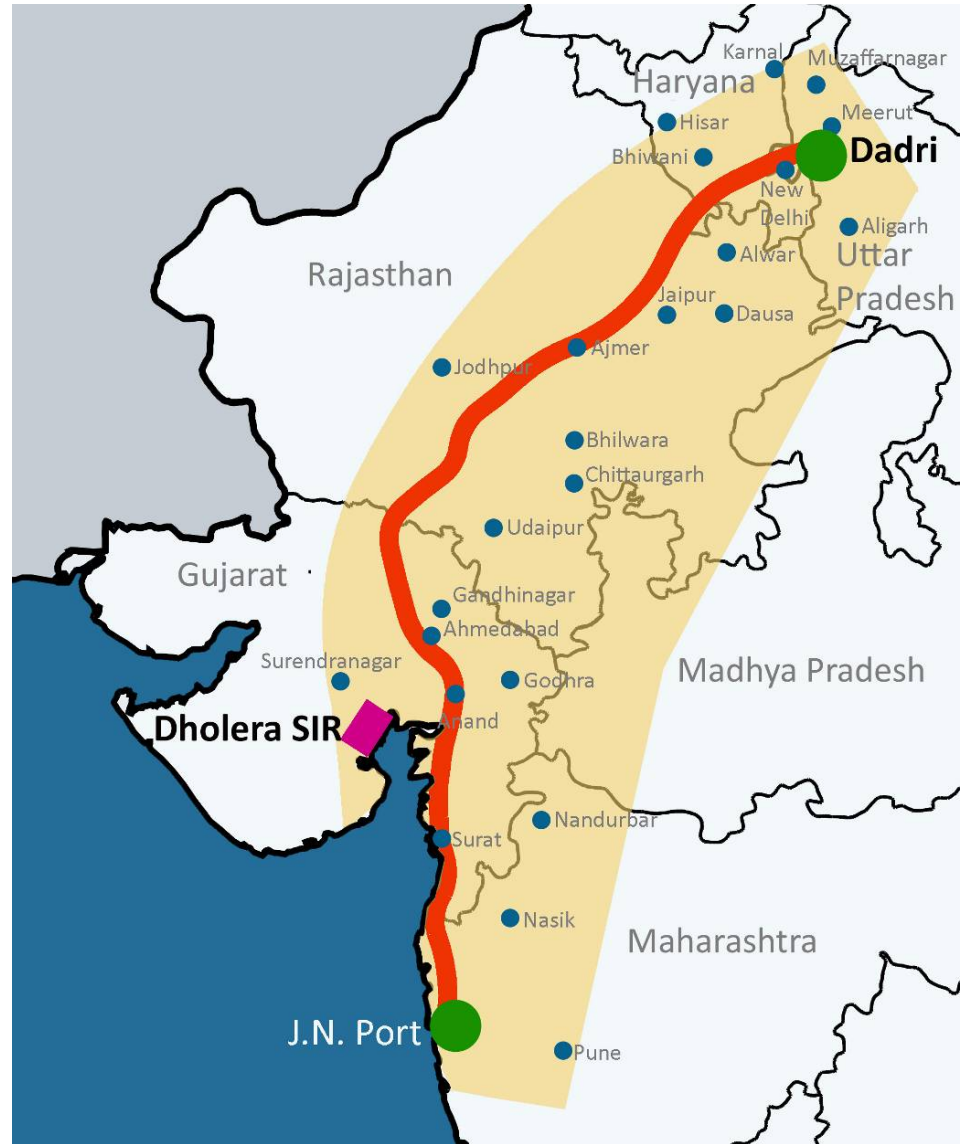 Karnal
Muzaffarnagar
Haryana
Hisar
Meerut
Bhiwani
Dadri
New
Delhi
Aligarh
Alwar
Uttar
Pradesh
Rajasthan
Jaipur
Dausa
Ajmer
Jodhpur
Bhilwara
Chittaurgarh
Udaipur
Gujarat
Gandhinagar
Ahmedabad
Surendranagar
Godhra
Madhya Pradesh
Anand
Dholera SIR
Nandurbar
Surat
Nasik
Maharashtra
J.N. Port
Pune